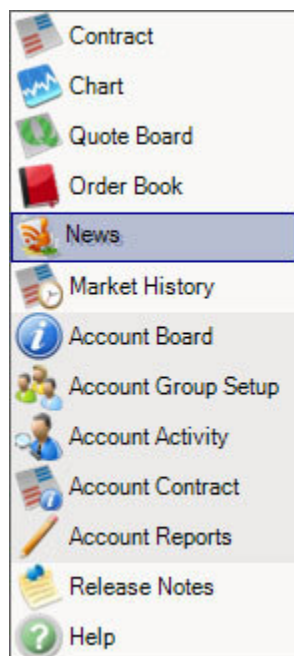 Contract
Chart
Quote Board
Order Book
News
Market History
Account Board
Account Group Setup
Account Activity
Account Contract
Account Reports
Release Notes
Help